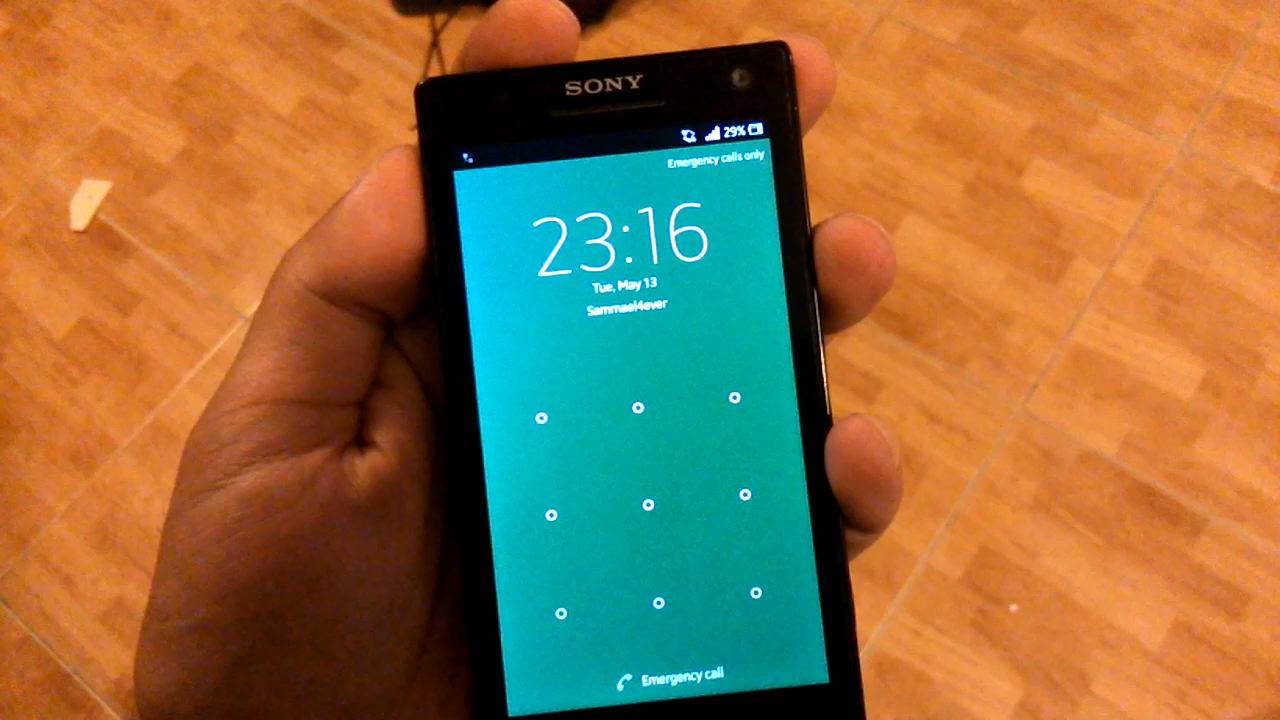 SONY
29%
Emergency calls only
23:16
Tue, May 13
Sammael4ever
Emergency call